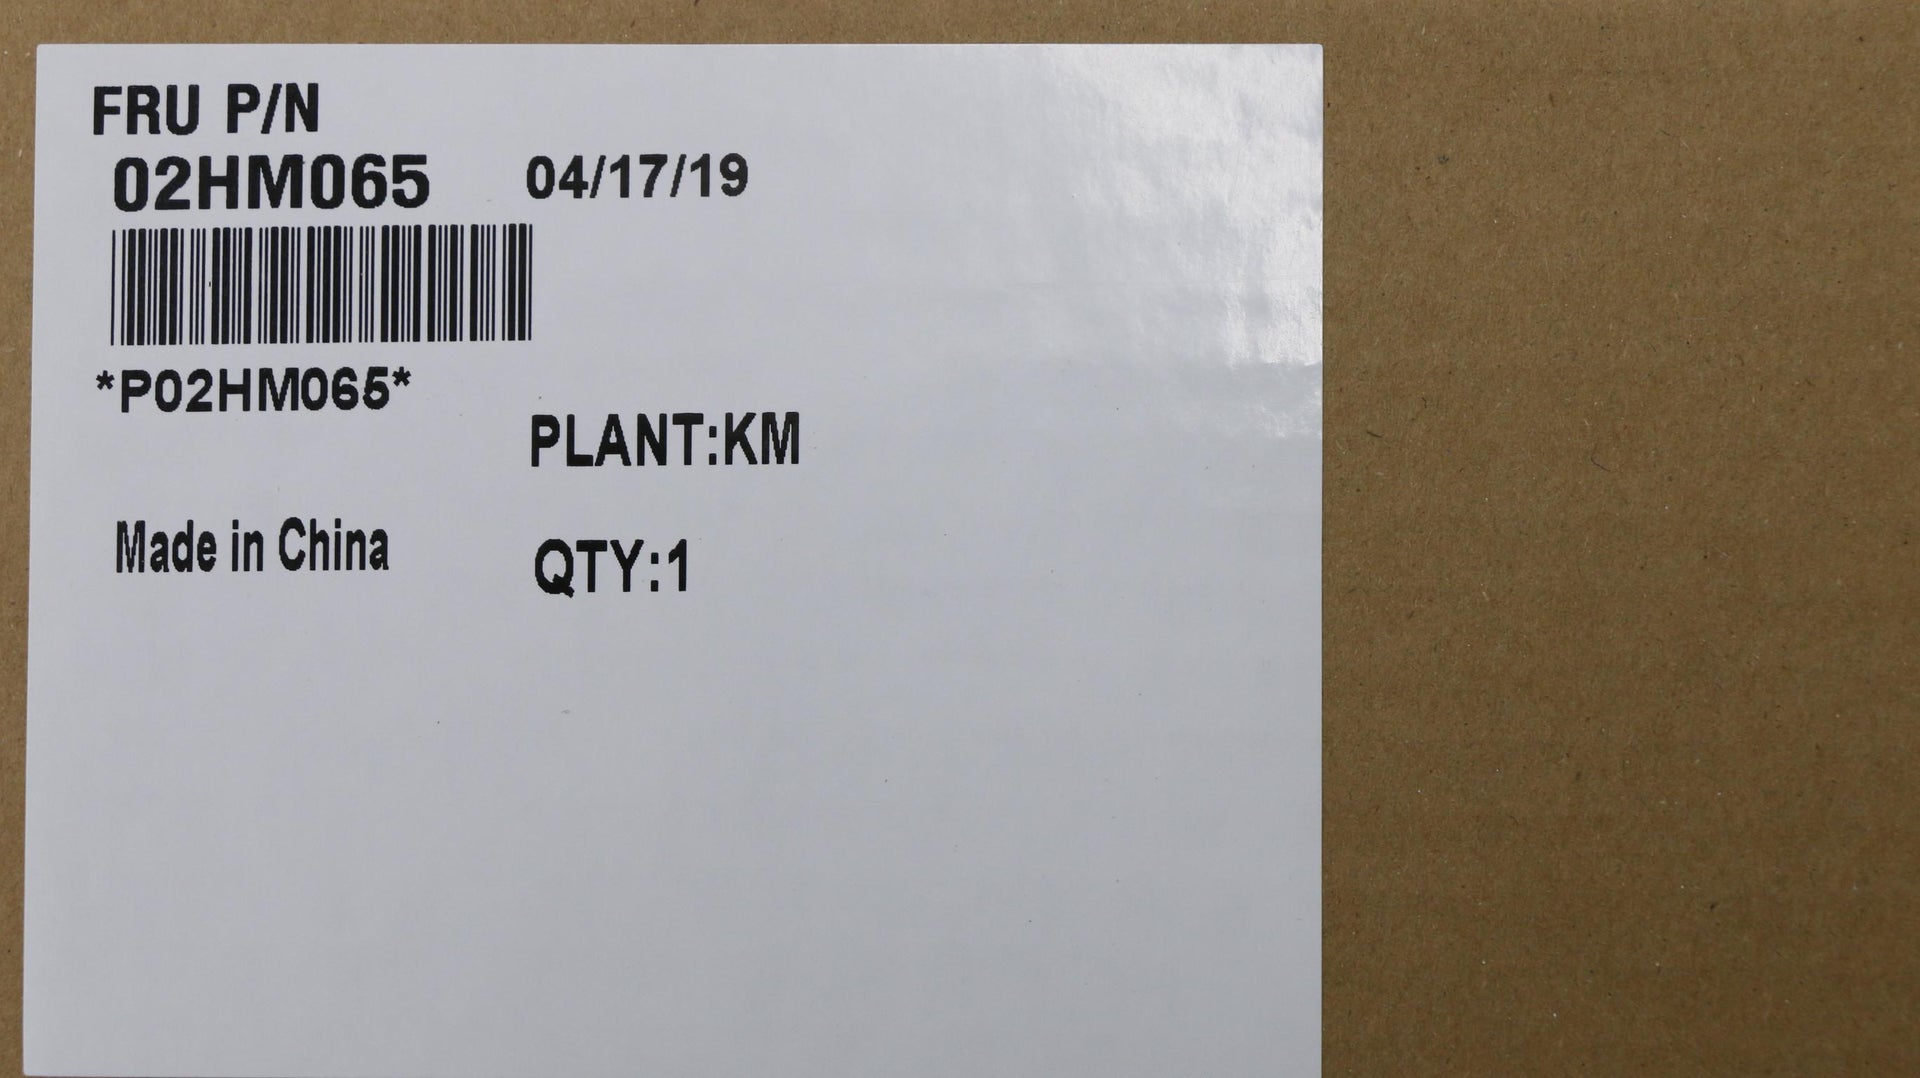 FRU P/N
02HM065 04/17/19
*P02HM065*
PLANT:KM
Made in China
QTY:1